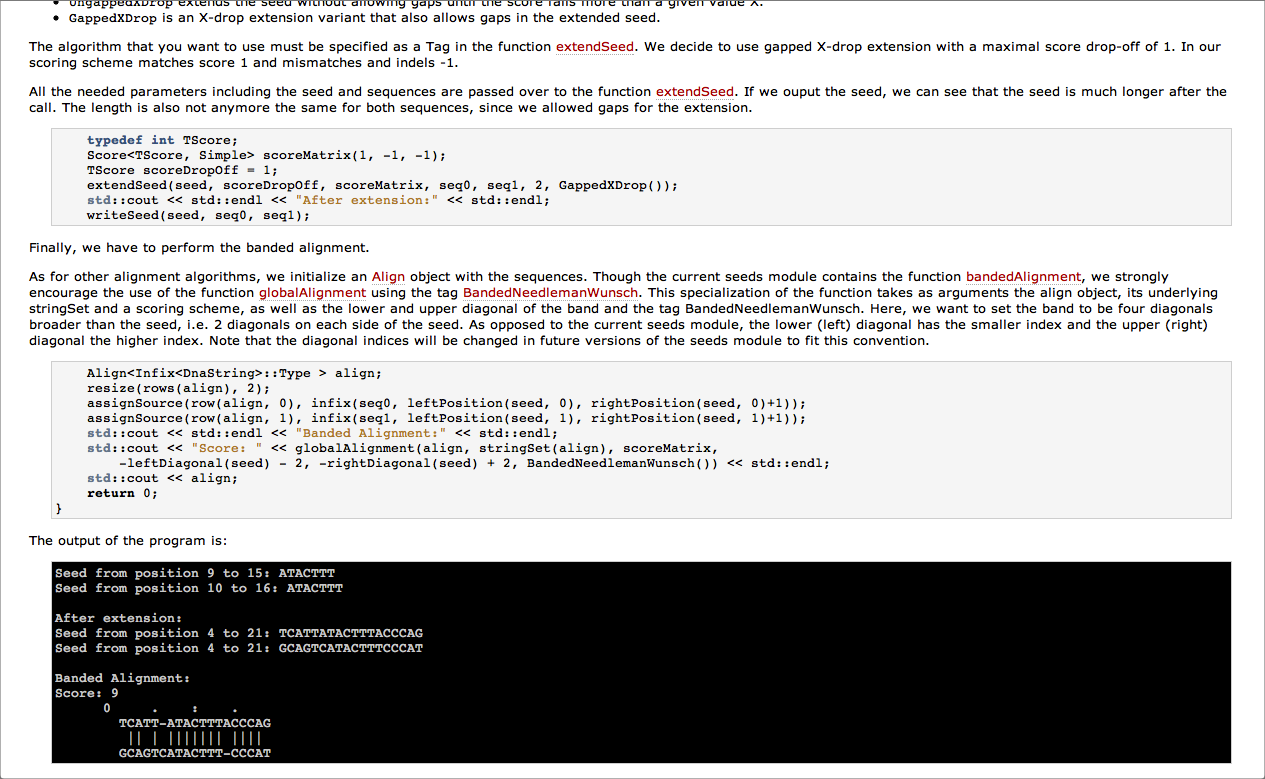 UngappedXDrop extends the seed without allowing gaps until the score falls more than a given value X.
• GappedXDrop is an X-drop extension variant that also allows gaps in the extended seed.
The algorithm that you want to use must be specified as a Tag in the function extendSeed. We decide to use gapped X-drop extension with a maximal score drop-off of 1. In our
scoring scheme matches score 1 and mismatches and indels -1.
All the needed parameters including the seed and sequences are passed over to the function extendSeed. If we ouput the seed, we can see that the seed is much longer after the
call. The length is also not anymore the same for both sequences, since we allowed gaps for the extension.
typedef int TScore;
Score<TScore, Simple> scoreMatrix(1, -1, -1);
TScore scoreDropOff = 1;
extendSeed(seed, scoreDropOff, scoreMatrix, seq0, seq1, 2, GappedXDrop());
std::cout << std::endl << "After extension:" << std::endl;
writeSeed(seed, seq0, seq1);
Finally, we have to perform the banded alignment.
As for other alignment algorithms, we initialize an Align object with the sequences. Though the current seeds module contains the function bandedAlignment, we strongly
encourage the use of the function globalAlignment using the tag BandedNeedlemanWunsch. This specialization of the function takes as arguments the align object, its underlying
stringSet and a scoring scheme, as well as the lower and upper diagonal of the band and the tag BandedNeedlemanWunsch. Here, we want to set the band to be four diagonals
broader than the seed, i.e. 2 diagonals on each side of the seed. As opposed to the current seeds module, the lower (left) diagonal has the smaller index and the upper (right)
diagonal the higher index. Note that the diagonal indices will be changed in future versions of the seeds module to fit this convention.
Align<Infix<DnaString>::Type > align;
resize(rows(align), 2);
assignSource(row(align, 0), infix(seq0, leftPosition(seed, 0), rightPosition(seed, 0)+1));
assignSource(row(align, 1), infix(seq1, leftPosition(seed, 1), rightPosition(seed, 1)+1));
std::cout << std::endl << "Banded Alignment:" << std::endl;
std::cout << "Score: " << globalAlignment(align, stringSet(align), scoreMatrix,
-leftDiagonal(seed) - 2, -rightDiagonal(seed) + 2, BandedNeedlemanWunsch()) << std::endl;
std::cout << align;
return 0;
}
The output of the program is:
Seed from position 9 to 15: ATACTTT
Seed from position 10 to 16: ATACTTT
After extension:
Seed from position 4 to 21: TCATTATACTTTACCCAG
Seed from position 4 to 21: GCAGTCATACTTTCCCAT
Banded Alignment:
Score: 9
0     .    :    .
TCATT-ATACTTTACCCAG
 || | ||||||| ||||
GCAGTCATACTTT-CCCAT